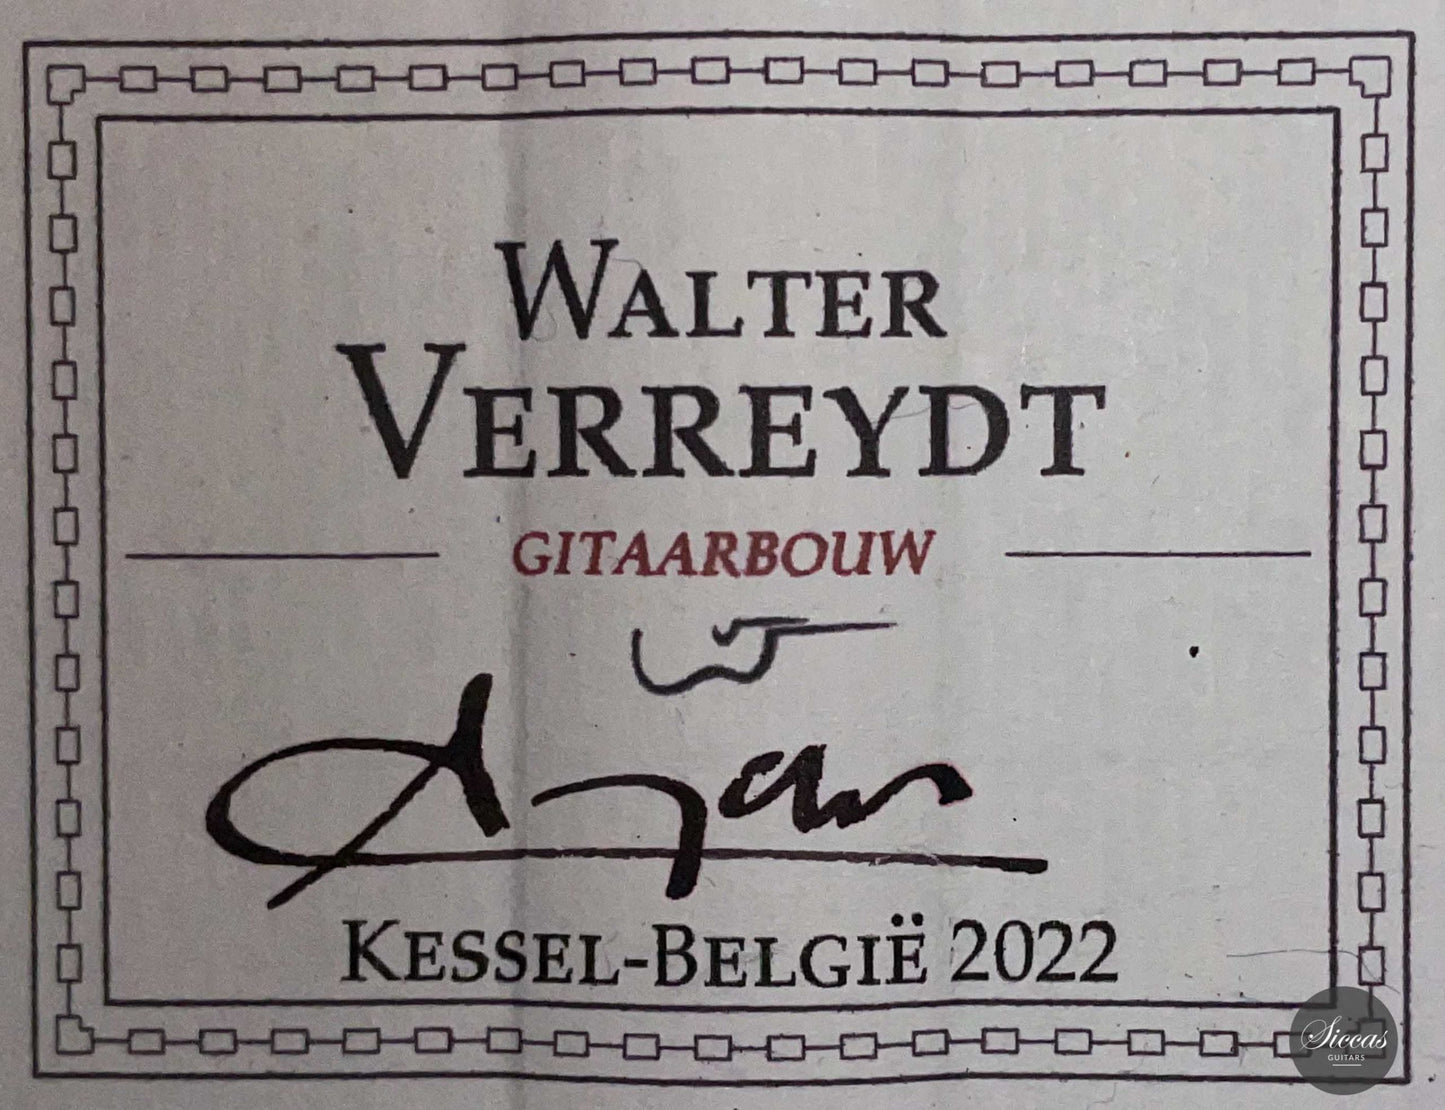 WALTER
VERREYDT
GITAARBOUW
KESSEL-BELGIË 2022
Siccas
GUITARS